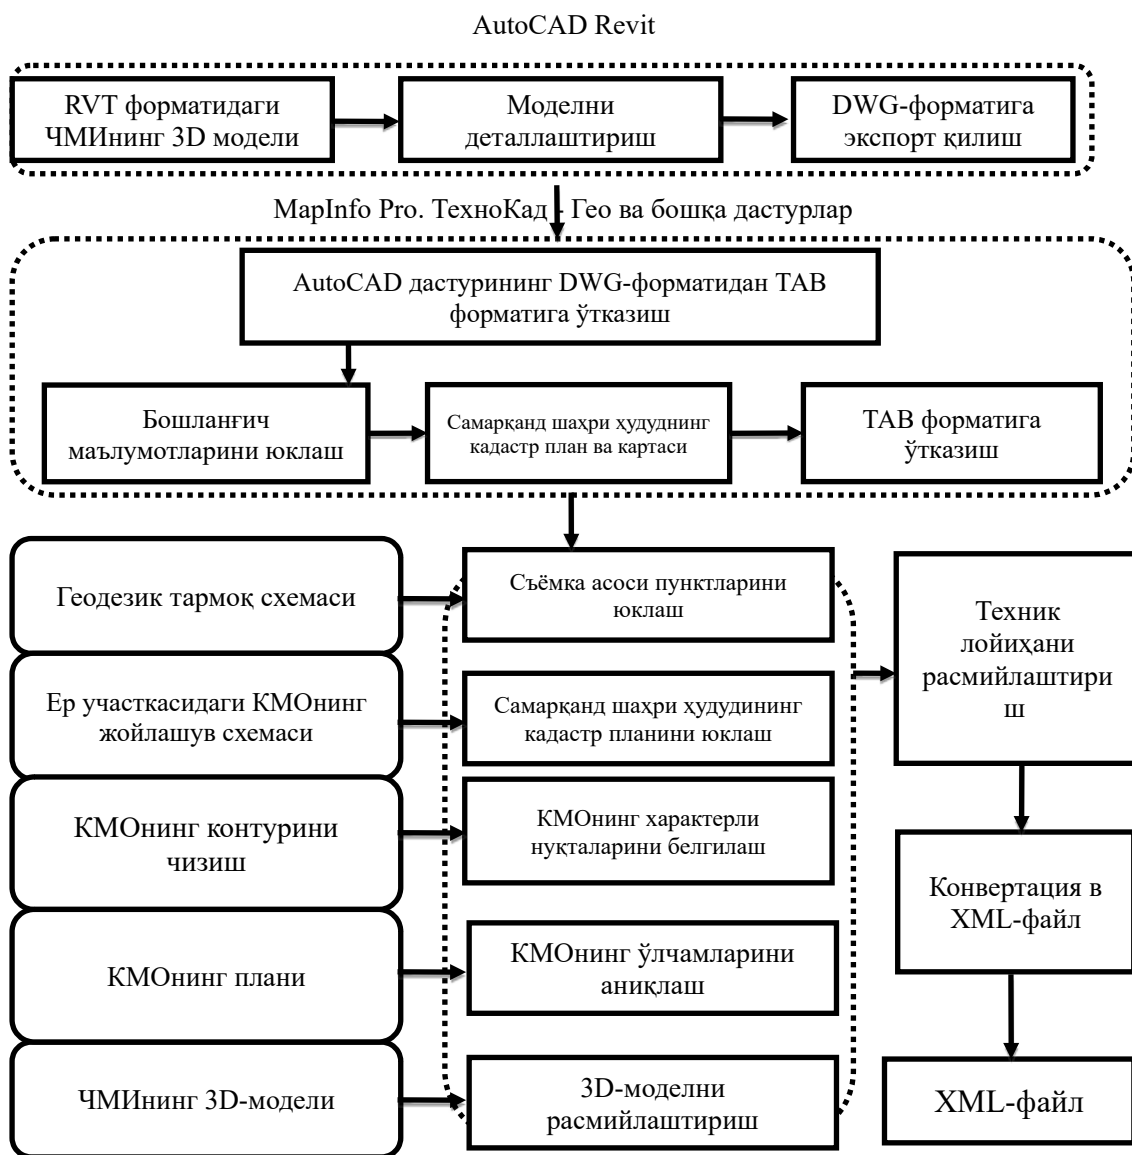 AutoCAD Revit
RVT форматидаги
ЧМИнинг 3D модели
Моделни
деталлаштириш
DWG-форматига
экспорт қилиш
MapInfo Pro. ТехноКад - Гео ва бошқа дастурлар
AutoCAD дастурининг DWG-форматидан TAB
форматига ўтказиш
Бошланғич
маълумотларини юклаш
Самарқанд шаҳри ҳудуднинг
кадастр план ва картаси
TAB форматига
ўтказиш
Геодезик тармоқ схемаси
Съёмка асоси пунктларини
юклаш
Ер участкасидаги КМОнинг
жойлашув схемаси
Самарқанд шаҳри ҳудудининг
кадастр планини юклаш
КМОнинг контурини
чизиш
КМОнинг характерли
нуқталарини белгилаш
КМОнинг плани
КМОнинг ўлчамларини
аниқлаш
ЧМИнинг 3D-модели
3D-моделни
расмийлаштириш
Техник
лойиҳани
расмийлаштири
ш
Конвертация в
XML-файл
XML-файл